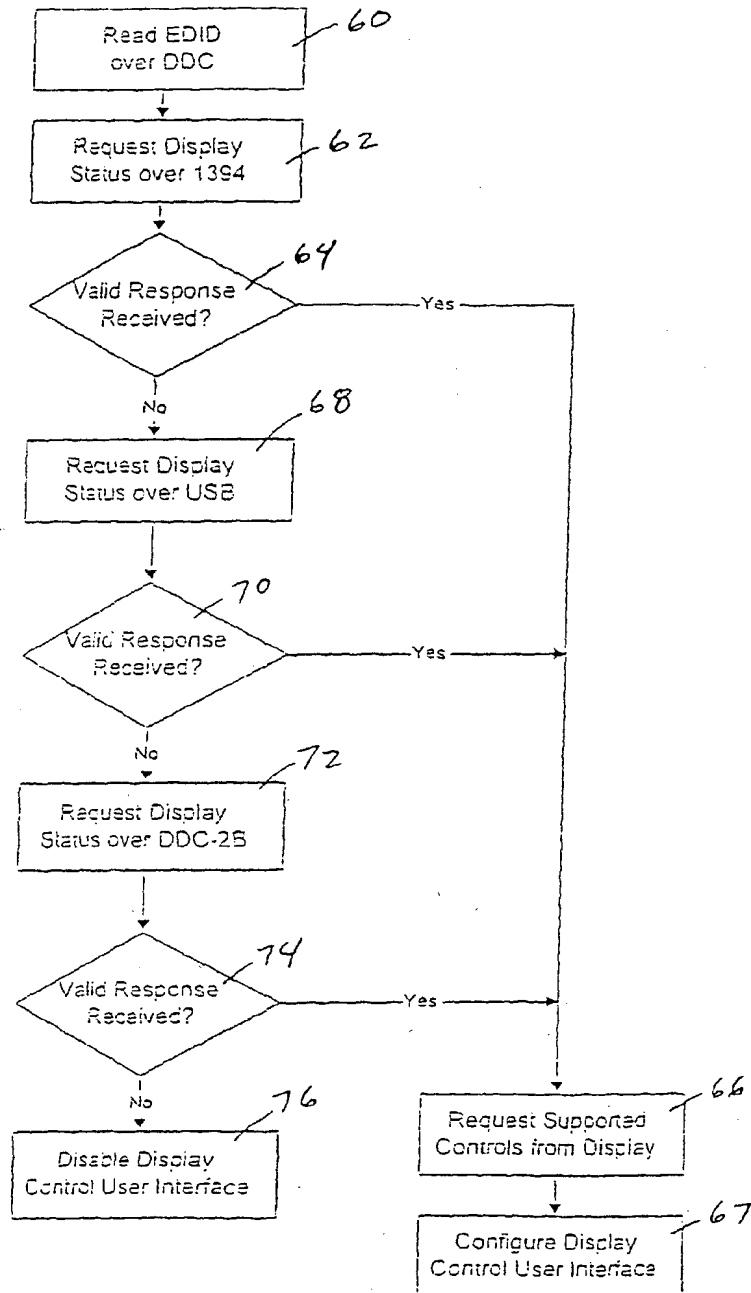 Read EDID
over DDC
60
Request Display
Status over 1394
62
Valid Response
Received?
64
Yes
No
Request Display
Status over USB
68
Valid Response
Received?
70
Yes
No
Request Display
Status over DDC-2B
72
Valid Response
Received?
74
Yes
No
Disable Display
Control User Interface
76
Request Supported
Controls from Display
66
Configure Display
Control User Interface
67